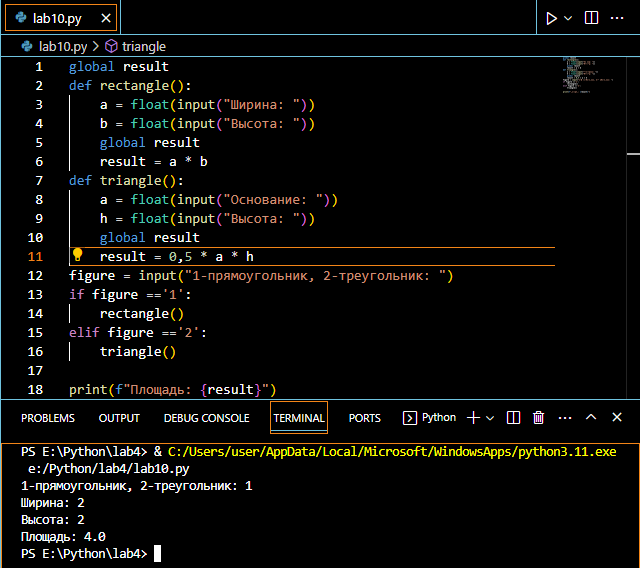 lab10.py
lab10.py > triangle
1 global result
2 def rectangle():
3 a = float(input("Ширина: "))
4 b = float(input("Высота: "))
5 global result
6 result = a * b
7 def triangle():
8 a = float(input("Основание: "))
9 h = float(input("Высота: "))
10 global result
11 result = 0,5 * a * h
12 figure = input("1-прямоугольник, 2-треугольник: ")
13 if figure =='1':
14 rectangle()
15 elif figure =='2':
16 triangle()
17
18 print(f"Площадь: {result}")
PROBLEMS OUTPUT DEBUG CONSOLE TERMINAL PORTS Python
PS E:\Python\lab4> & C:/Users/user/AppData/Local/Microsoft/WindowsApps/python3.11.exe
e:/Python/lab4/lab10.py
1-прямоугольник, 2-треугольник: 1
Ширина: 2
Высота: 2
Площадь: 4.0
PS E:\Python\lab4>